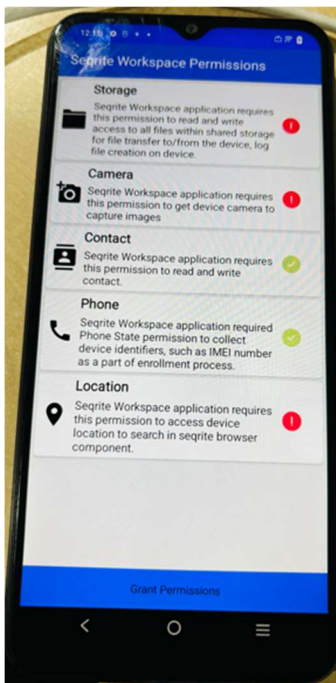 12:15
Seqrite Workspace Permissions
Storage
Seqrite Workspace application requires
this permission to read and write
access to all files within shared storage
for file transfer to/from the device, log
file creation on device.
Camera
Seqrite Workspace application requires
this permission to get device camera to
capture images
Contact
Seqrite Workspace application requires
this permission to read and write
contact.
Phone
Seqrite Workspace application required
Phone State permission to collect
device identifiers, such as IMEI number
as a part of enrollment process.
Location
Seqrite Workspace application requires
this permission to access device
location to search in seqrite browser
component.
Grant Permissions